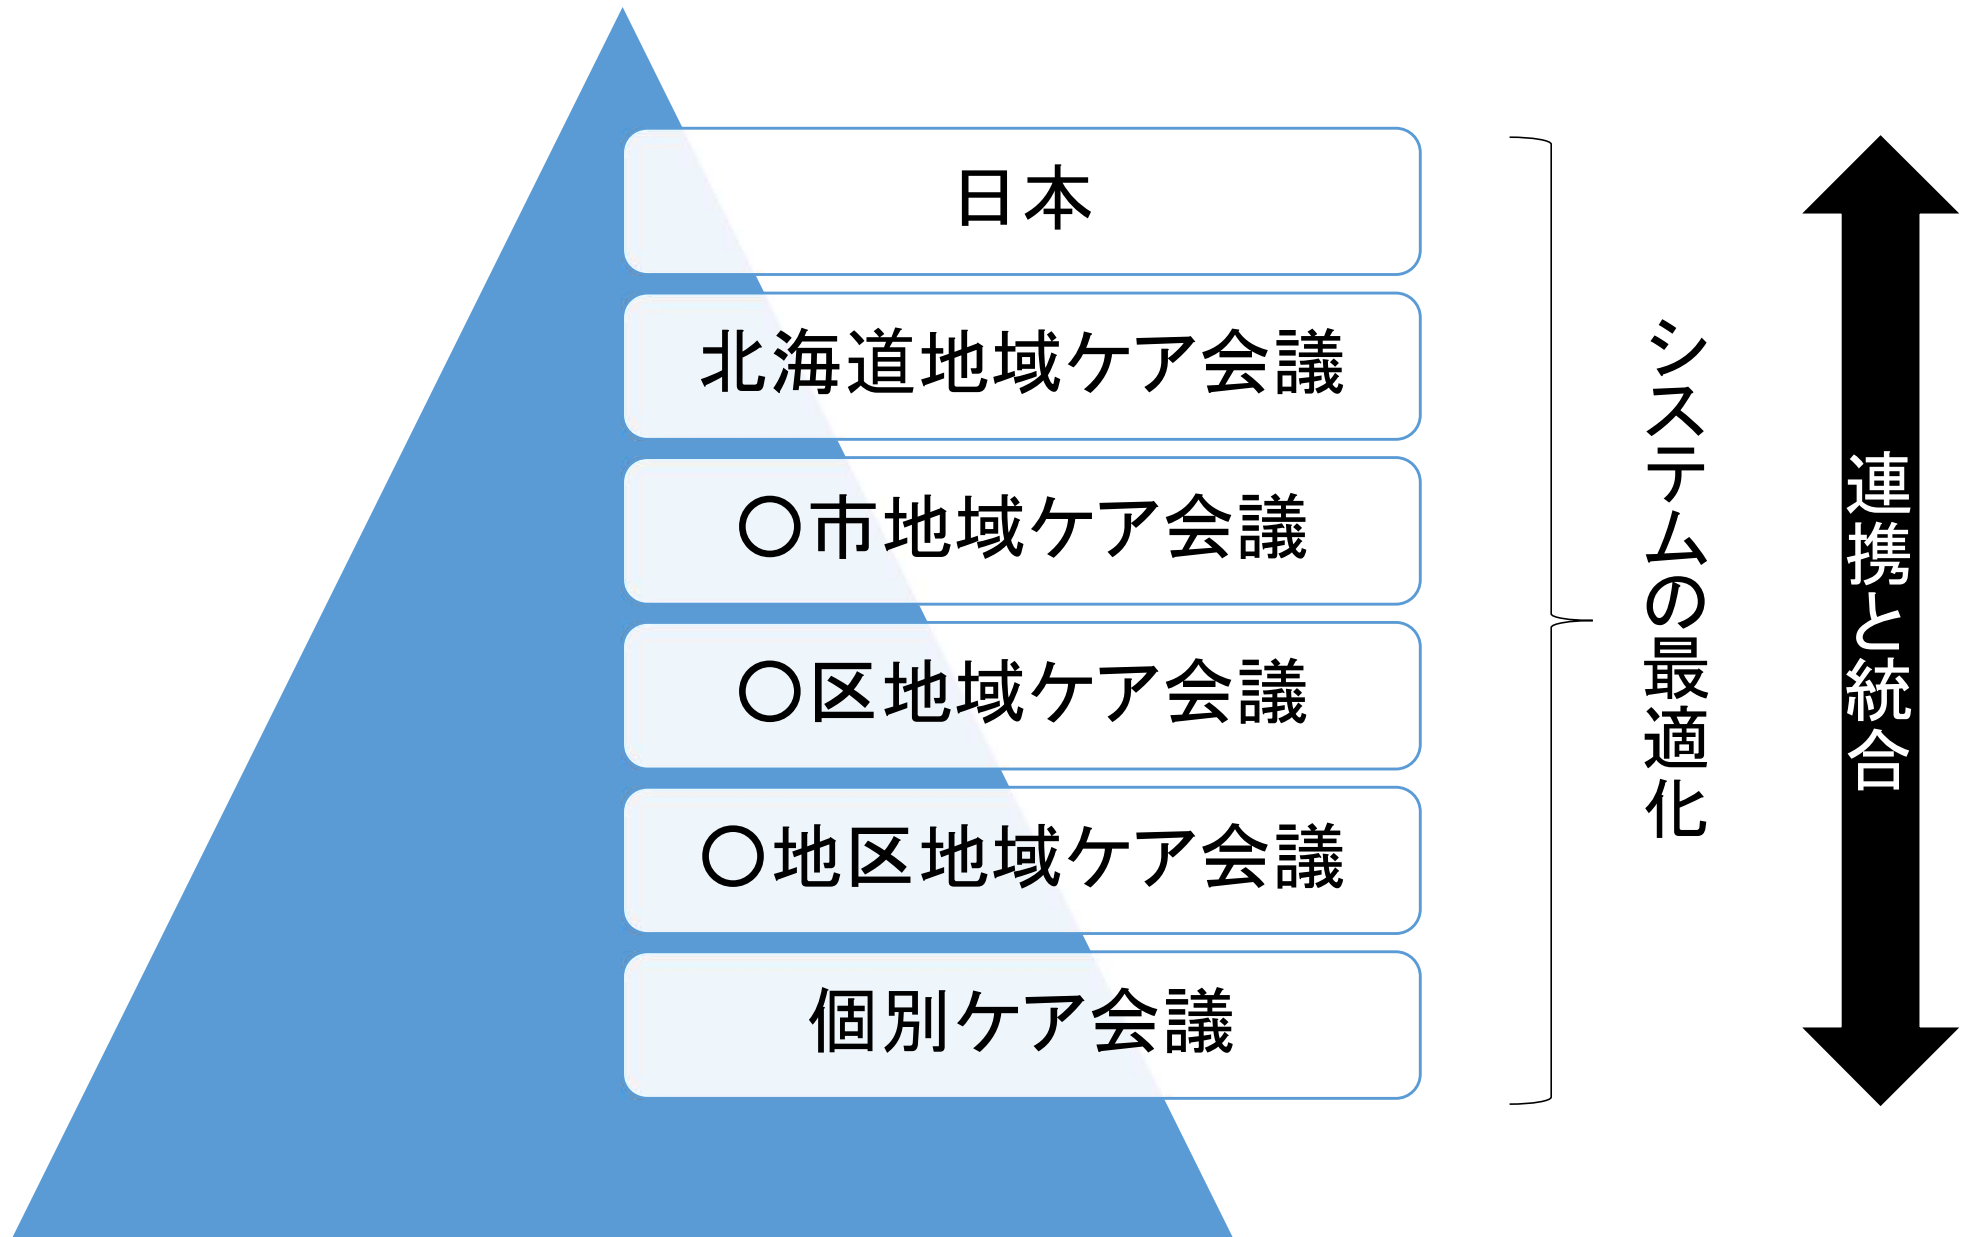 日本
北海道地域ケア会議
〇市地域ケア会議
〇区地域ケア会議
〇地区地域ケア会議
個別ケア会議
システムの最適化
連携と統合